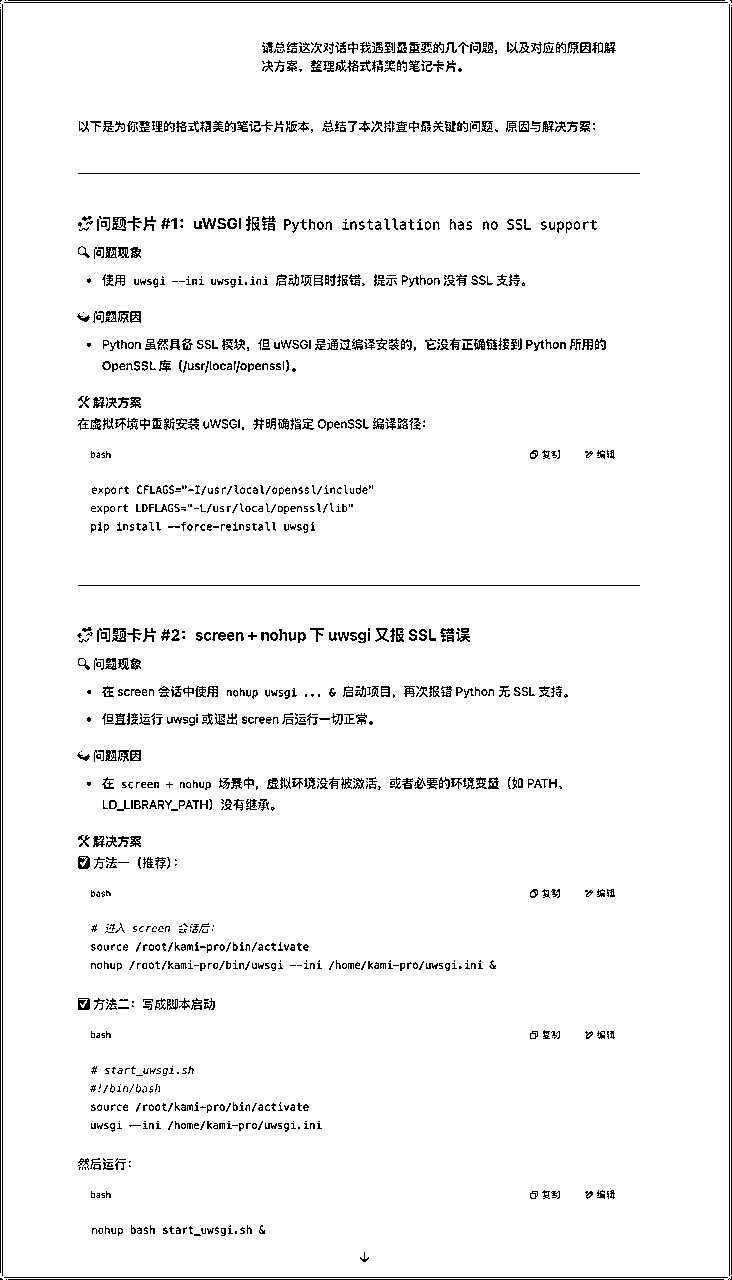 请总结这次对话中我遇到最重要的几个问题，以及对应的原因和解
决方案，整理成格式精美的笔记卡片。
以下是为你整理的格式精美的笔记卡片版本，总结了本次排查中最关键的问题、原因与解决方案：
问题卡片 #1：uWSGI 报错 Python installation has no SSL support
🔍 问题现象
• 使用 uwsgi --ini uwsgi.ini 启动项目时报错，提示 Python 没有 SSL 支持。
问题原因
• Python 虽然具备 SSL 模块，但 uWSGI 是通过编译安装的，它没有正确链接到 Python 所用的
OpenSSL 库（/usr/local/openssl）。
🛠 解决方案
在虚拟环境中重新安装 uWSGI，并明确指定 OpenSSL 编译路径：
bash 复制 编辑
export CFLAGS="-I/usr/local/openssl/include"
export LDFLAGS="-L/usr/local/openssl/lib"
pip install --force-reinstall uwsgi
问题卡片 #2：screen + nohup 下 uwsgi 又报 SSL 错误
🔍 问题现象
• 在 screen 会话中使用 nohup uwsgi ... & 启动项目，再次报错 Python 无 SSL 支持。
• 但直接运行 uwsgi 或退出 screen 后运行一切正常。
问题原因
• 在 screen + nohup 场景中，虚拟环境没有被激活，或者必要的环境变量（如 PATH、
LD_LIBRARY_PATH）没有继承。
🛠 解决方案
✅ 方法一（推荐）：
bash 复制 编辑
# 进入 screen 会话后：
source /root/kami-pro/bin/activate
nohup /root/kami-pro/bin/uwsgi --ini /home/kami-pro/uwsgi.ini &
✅ 方法二：写成脚本启动
bash 复制 编辑
# start_uwsgi.sh
#!/bin/bash
source /root/kami-pro/bin/activate
uwsgi --ini /home/kami-pro/uwsgi.ini
然后运行：
bash 复制 编辑
nohup bash start_uwsgi.sh &